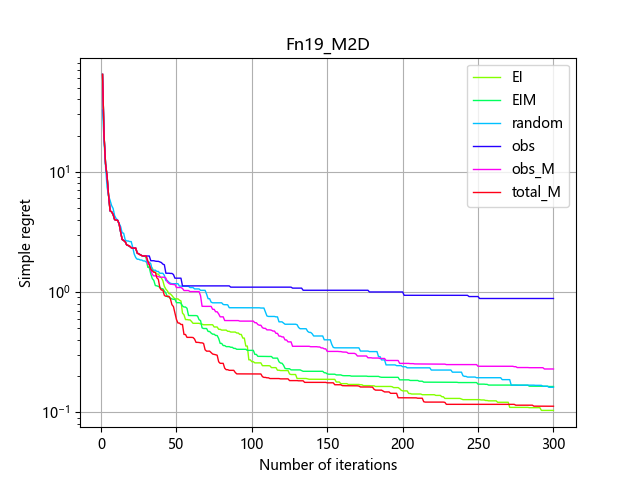 Fn19_M2D
Simple regret
10¹
10⁰
10⁻¹
EI
EIM
random
obs
obs_M
total_M
0 50 100 150 200 250 300
Number of iterations